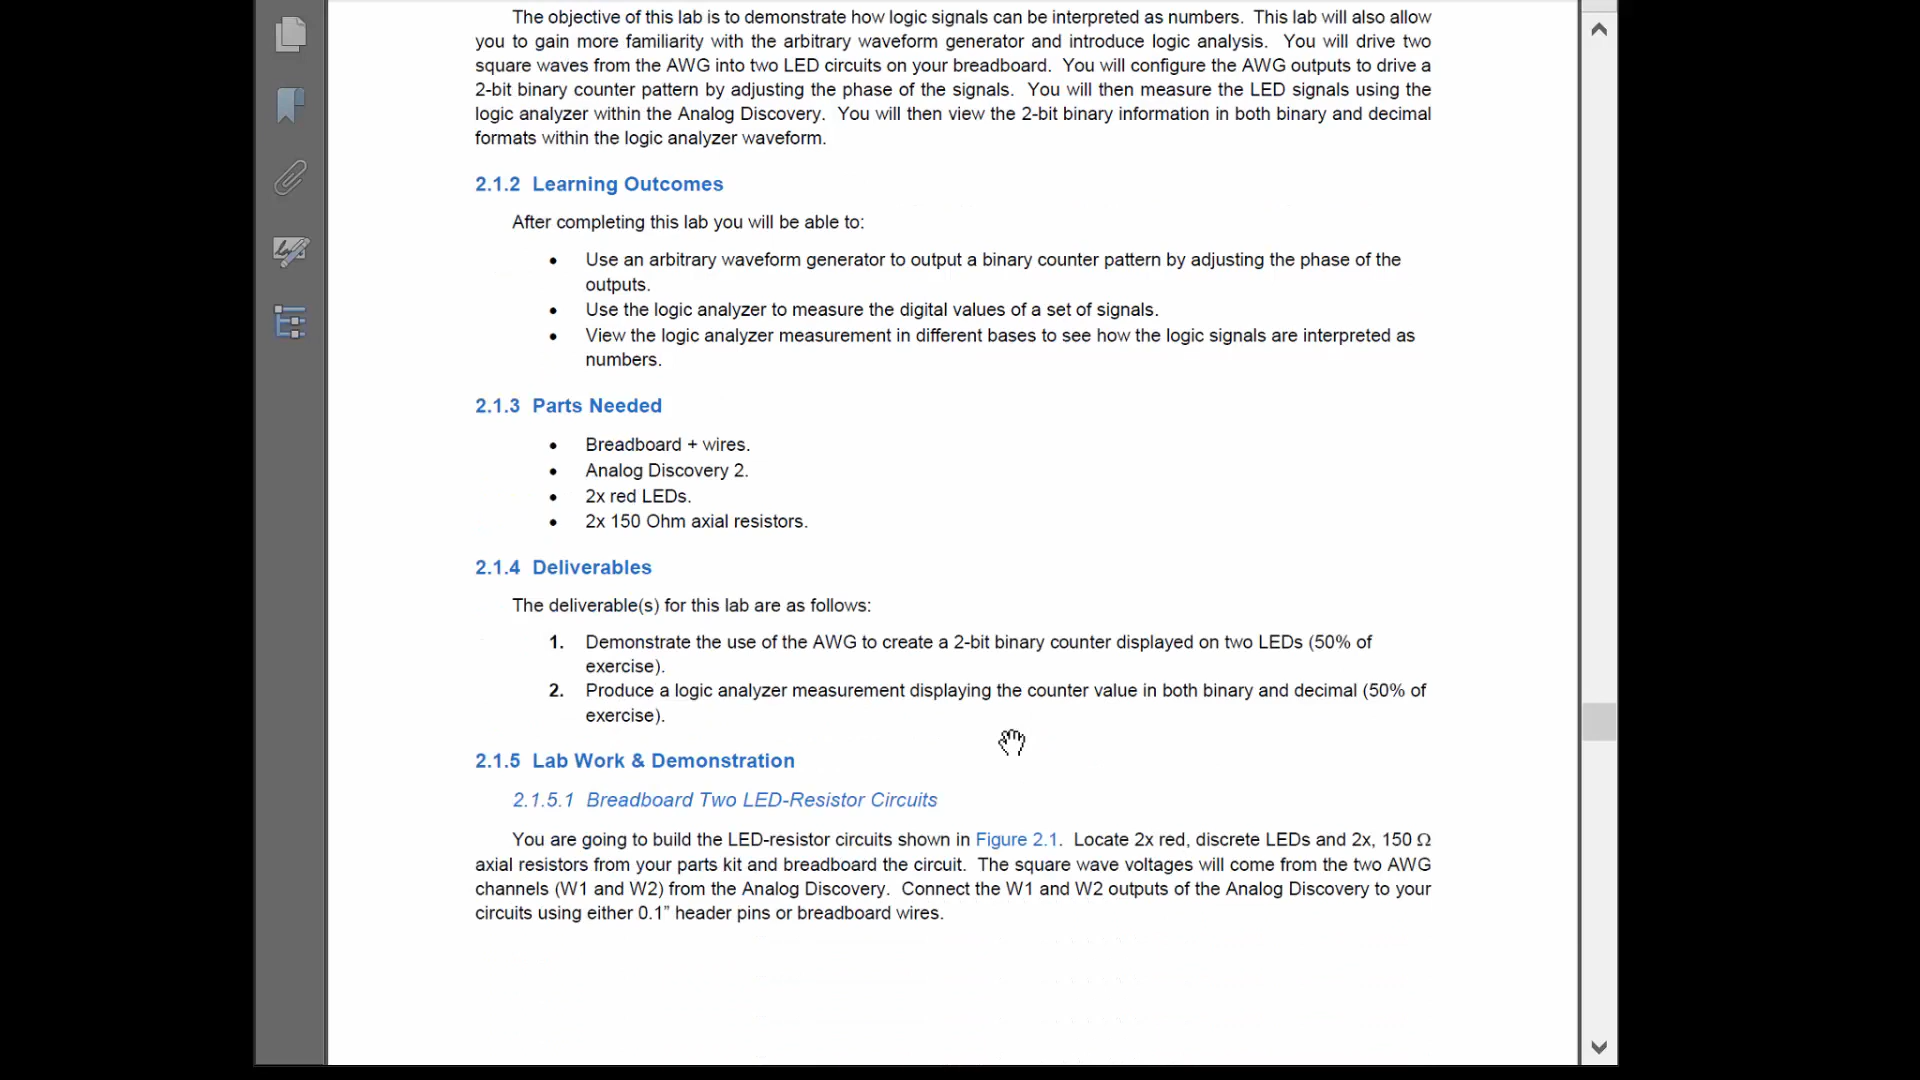 The objective of this lab is to demonstrate how logic signals can be interpreted as numbers. This lab will also allow
you to gain more familiarity with the arbitrary waveform generator and introduce logic analysis. You will drive two
square waves from the AWG into two LED circuits on your breadboard. You will configure the AWG outputs to drive a
2-bit binary counter pattern by adjusting the phase of the signals. You will then measure the LED signals using the
logic analyzer within the Analog Discovery. You will then view the 2-bit binary information in both binary and decimal
formats within the logic analyzer waveform.
2.1.2 Learning Outcomes
After completing this lab you will be able to:
• Use an arbitrary waveform generator to output a binary counter pattern by adjusting the phase of the
outputs.
• Use the logic analyzer to measure the digital values of a set of signals.
• View the logic analyzer measurement in different bases to see how the logic signals are interpreted as
numbers.
2.1.3 Parts Needed
• Breadboard + wires.
• Analog Discovery 2.
• 2x red LEDs.
• 2x 150 Ohm axial resistors.
2.1.4 Deliverables
The deliverable(s) for this lab are as follows:
1. Demonstrate the use of the AWG to create a 2-bit binary counter displayed on two LEDs (50% of
exercise).
2. Produce a logic analyzer measurement displaying the counter value in both binary and decimal (50% of
exercise).
2.1.5 Lab Work & Demonstration
2.1.5.1 Breadboard Two LED-Resistor Circuits
You are going to build the LED-resistor circuits shown in Figure 2.1. Locate 2x red, discrete LEDs and 2x, 150 Ω
axial resistors from your parts kit and breadboard the circuit. The square wave voltages will come from the two AWG
channels (W1 and W2) from the Analog Discovery. Connect the W1 and W2 outputs of the Analog Discovery to your
circuits using either 0.1” header pins or breadboard wires.